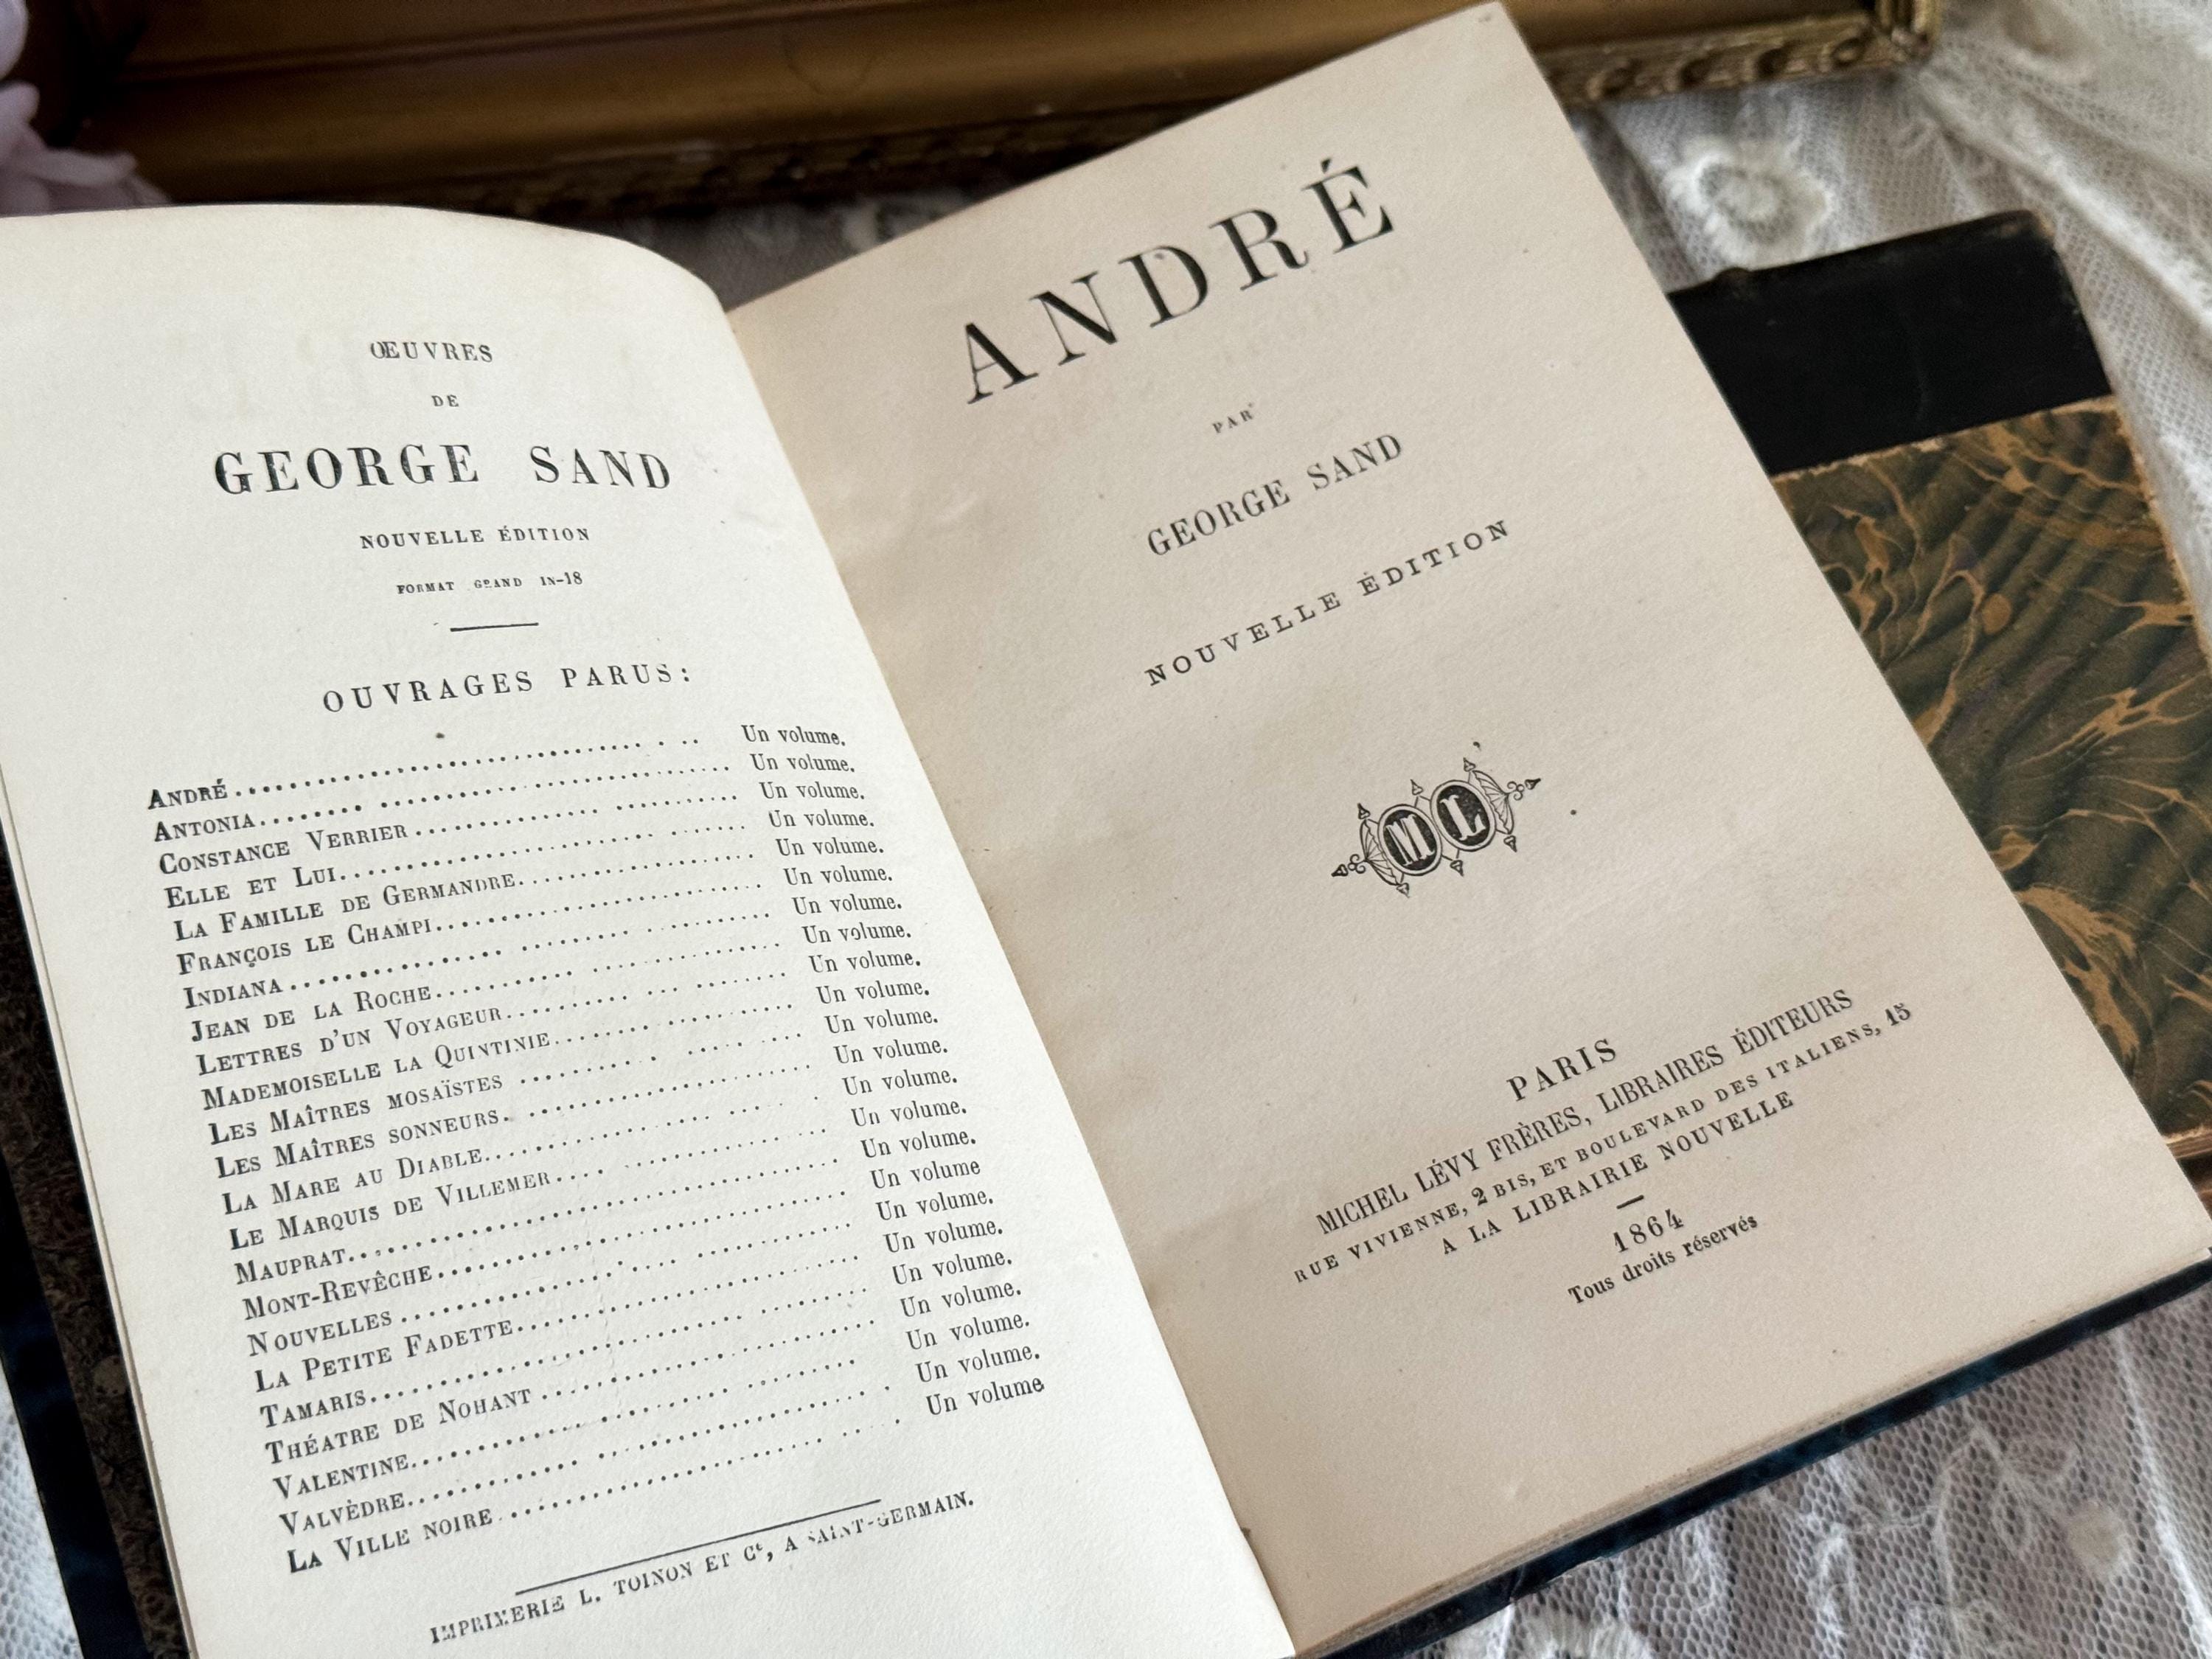 ŒUVRES
DE
GEORGE SAND
NOUVELLE ÉDITION
FORMAT GRAND IN-18
OUVRAGES PARUS:
ANDRÉ Un volume.
ANTONIA Un volume.
CONSTANCE VERRIER Un volume.
ELLE ET LUI Un volume.
LA FAMILLE DE GERMANDRE Un volume.
FRANÇOIS LE CHAMPI Un volume.
INDIANA Un volume.
JEAN DE LA ROCHE Un volume.
LETTRES D'UN VOYAGEUR Un volume.
MADEMOISELLE LA QUINTINIE Un volume.
LES MAÎTRES MOSAÏSTES Un volume.
LES MAÎTRES SONNEURS Un volume.
LA MARE AU DIABLE Un volume.
LE MARQUIS DE VILLEMER Un volume.
MAUPRAT Un volume.
MONT-REVÊCHE Un volume
NOUVELLES Un volume.
LA PETITE FADETTE Un volume.
TAMARIS Un volume.
THÉATRE DE NOHANT Un volume.
VALENTINE Un volume.
VALVÈDRE Un volume.
LA VILLE NOIRE Un volume
IMPRIMERIE L. TOINON ET Cᵉ, A SAINT-GERMAIN.
ANDRÉ
PAR
GEORGE SAND
NOUVELLE ÉDITION
ML
PARIS
MICHEL LÉVY FRÈRES, LIBRAIRES ÉDITEURS
RUE VIVIENNE, 2 BIS, ET BOULEVARD DES ITALIENS, 15
A LA LIBRAIRIE NOUVELLE
1864
Tous droits réservés